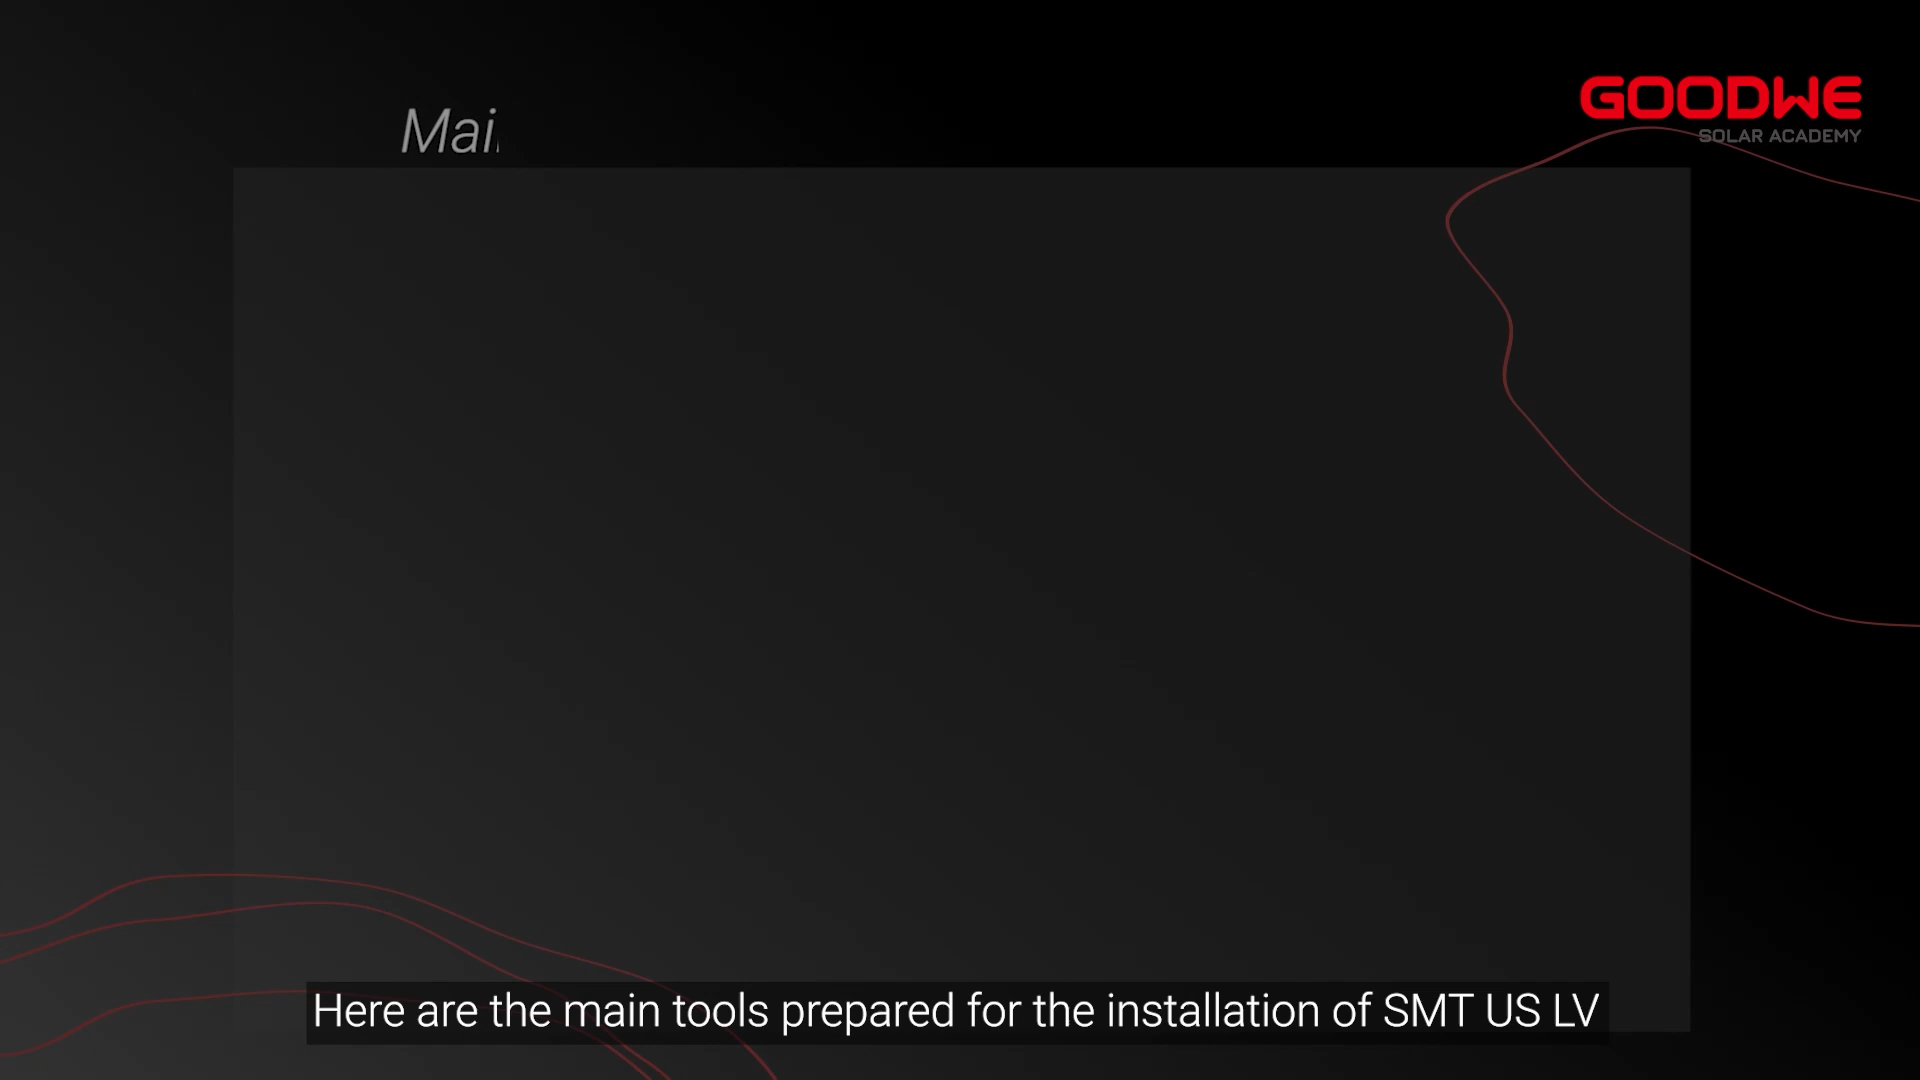 GOODWE
SOLAR ACADEMY
Mai
Here are the main tools prepared for the installation of SMT US LV